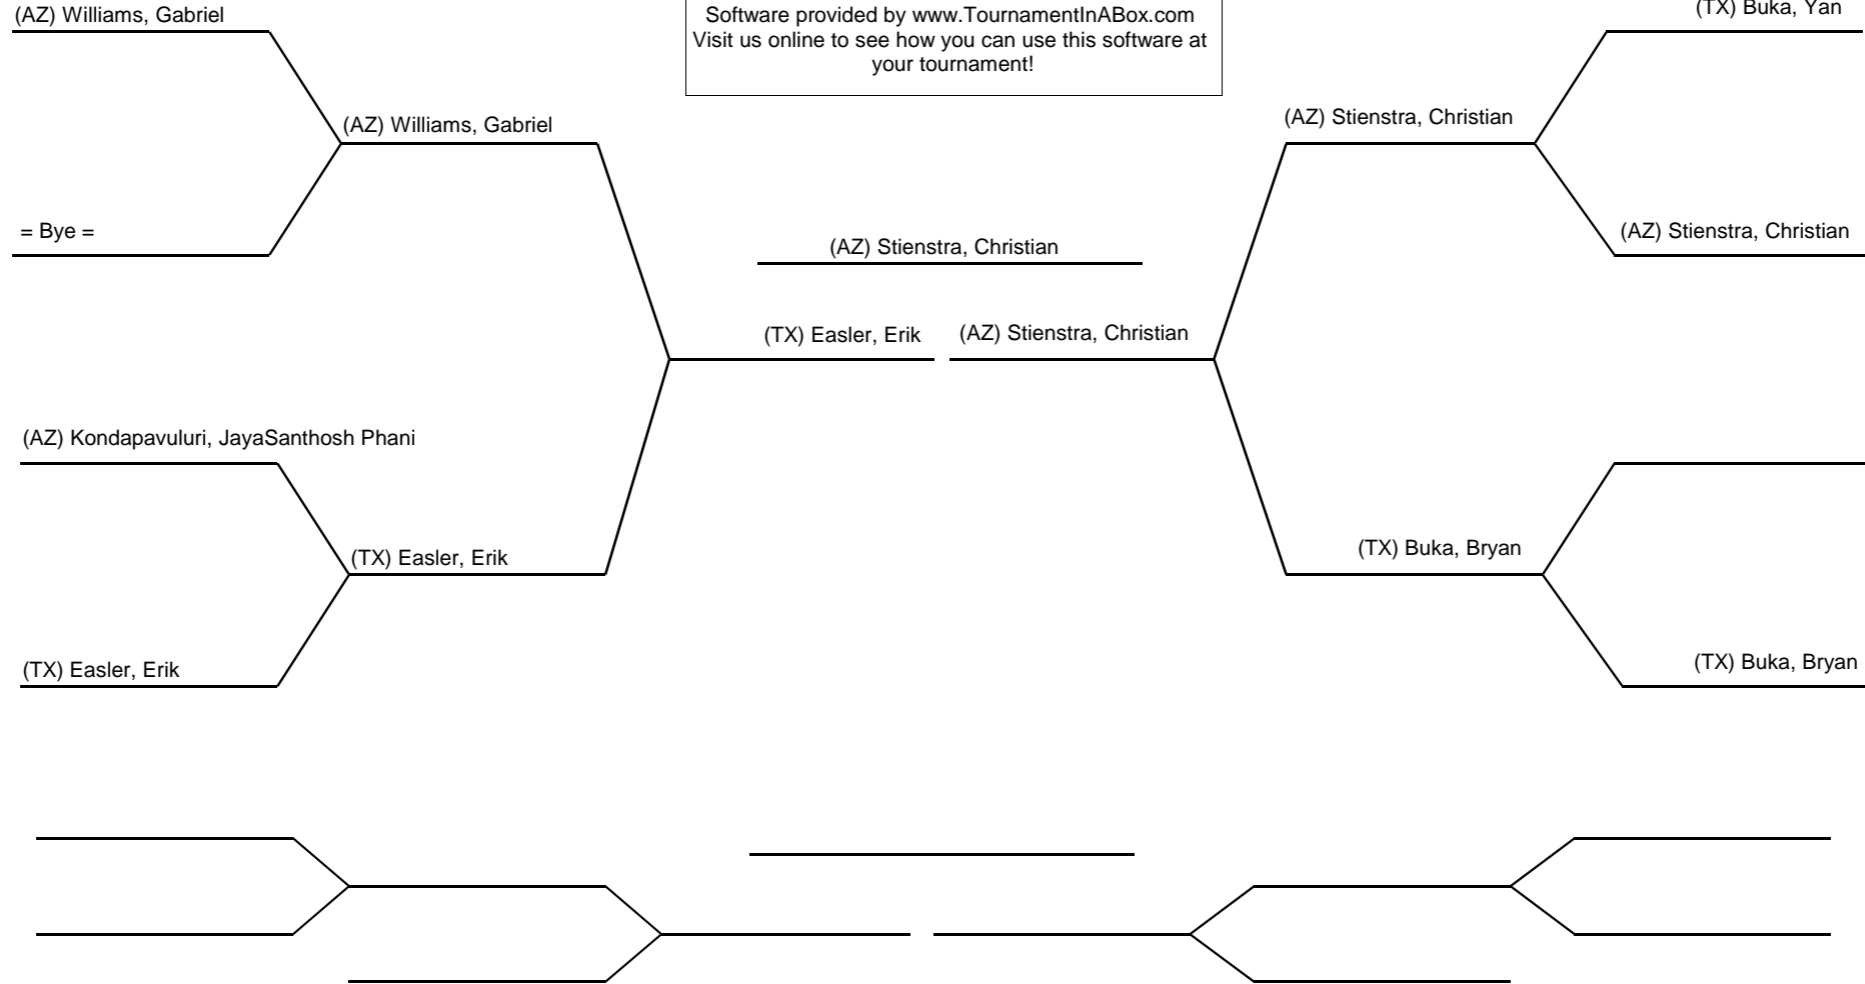 (AZ) Williams, Gabriel
Software provided by www.TournamentInABox.com
Visit us online to see how you can use this software at
your tournament!
(TX) Buka, Yan
(AZ) Williams, Gabriel
(AZ) Stienstra, Christian
= Bye =
(AZ) Stienstra, Christian
(AZ) Stienstra, Christian
(TX) Easler, Erik
(AZ) Stienstra, Christian
(AZ) Kondapavuluri, JayaSanthosh Phani
(TX) Easler, Erik
(TX) Buka, Bryan
(TX) Easler, Erik
(TX) Buka, Bryan